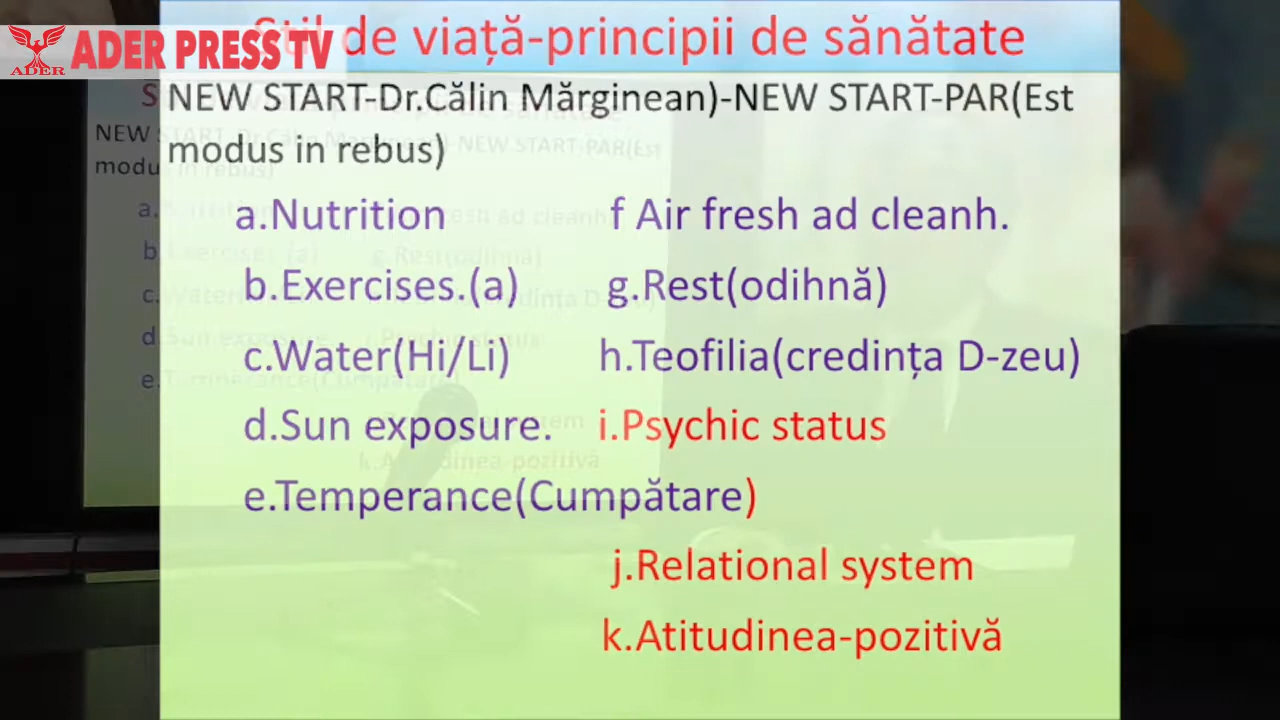 ADER PRESS TV
ADER
Stil de viață-principii de sănătate
NEW START-Dr.Călin Mărginean)-NEW START-PAR(Est
modus in rebus)
a.Nutrition
f Air fresh ad cleanh.
b.Exercises.(a)
g.Rest(odihnă)
c.Water(Hi/Li)
h.Teofilia(credința D-zeu)
d.Sun exposure.
i.Psychic status
e.Temperance(Cumpătare)
j.Relational system
k.Atitudinea-pozitivă